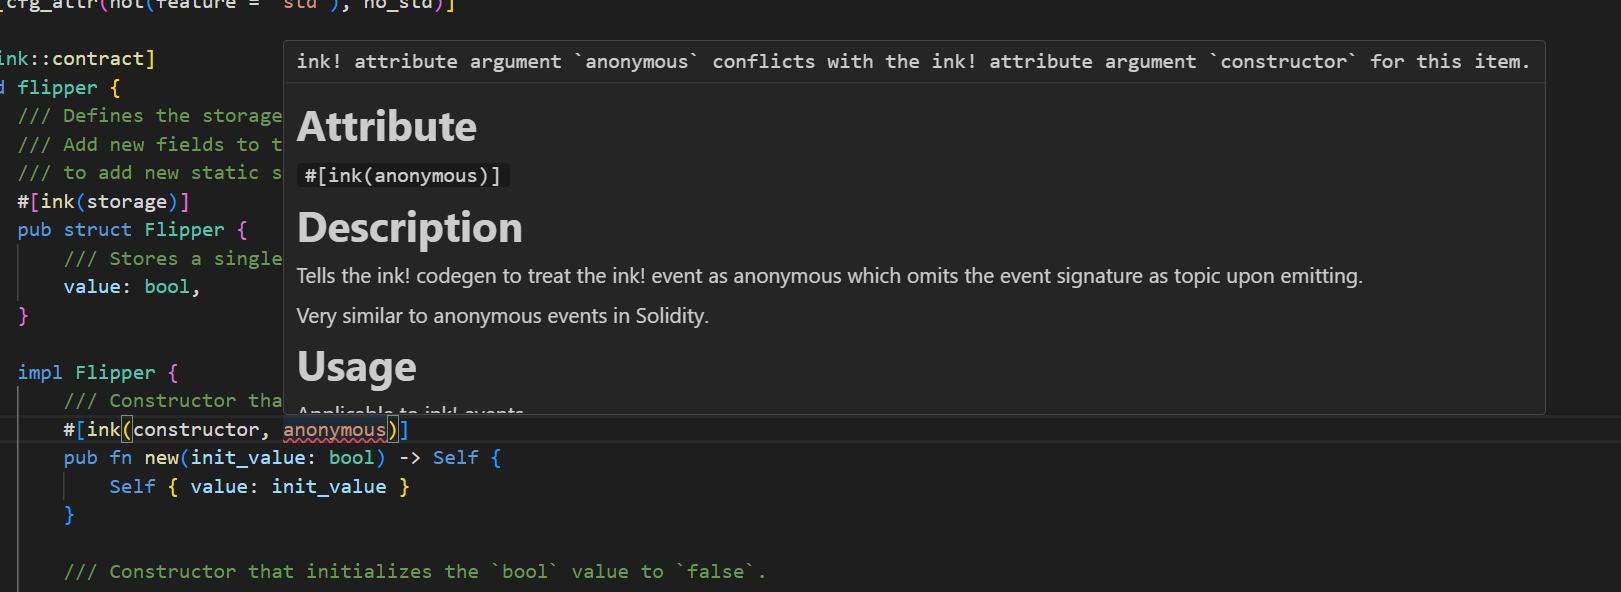 _cfg_attr(not(feature = "std"), no_std)]
ink::contract]
d flipper {
/// Defines the storage
/// Add new fields to t
/// to add new static s
#[ink(storage)]
pub struct Flipper {
/// Stores a single
value: bool,
}
impl Flipper {
/// Constructor tha
#[ink(constructor, anonymous)]
pub fn new(init_value: bool) -> Self {
Self { value: init_value }
}
/// Constructor that initializes the `bool` value to `false`.
ink! attribute argument `anonymous` conflicts with the ink! attribute argument `constructor` for this item.
Attribute
#[ink(anonymous)]
Description
Tells the ink! codegen to treat the ink! event as anonymous which omits the event signature as topic upon emitting.
Very similar to anonymous events in Solidity.
Usage
Applicable to ink! events